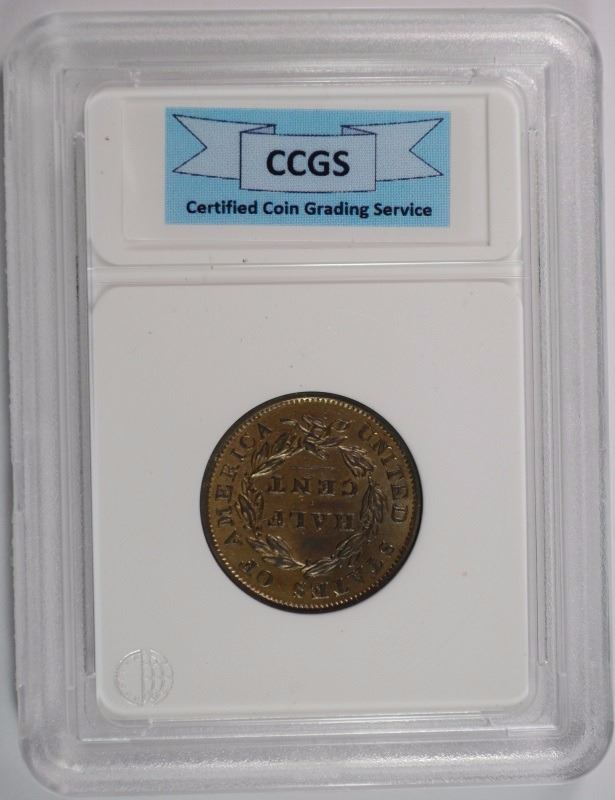 CCGS
Certified Coin Grading Service
UNITED STATES OF AMERICA
HALF
CENT